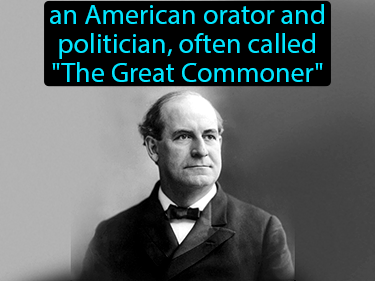 an American orator and
politician, often called
"The Great Commoner"